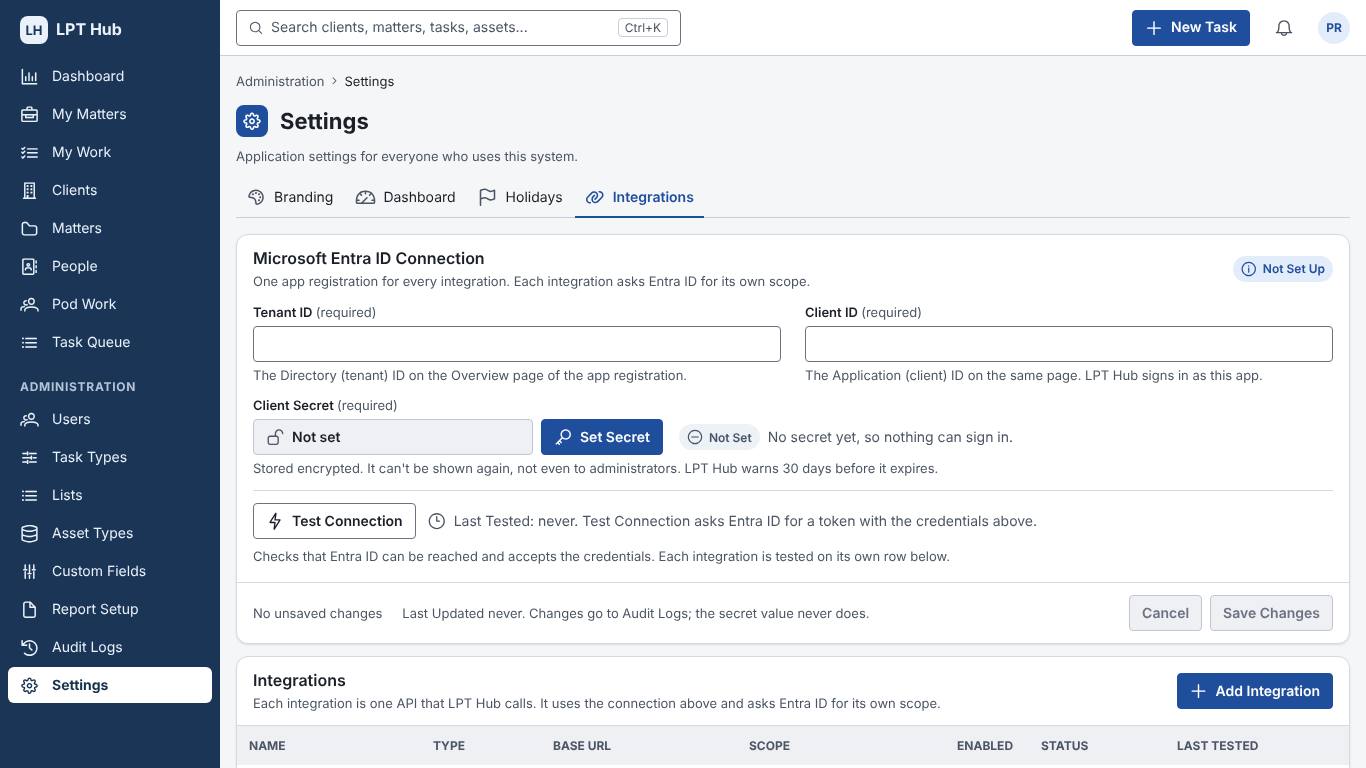 LH LPT Hub
Search clients, matters, tasks, assets... Ctrl+K
New Task
PR
Dashboard
My Matters
My Work
Clients
Matters
People
Pod Work
Task Queue
ADMINISTRATION
Users
Task Types
Lists
Asset Types
Custom Fields
Report Setup
Audit Logs
Settings
Administration > Settings
Settings
Application settings for everyone who uses this system.
Branding Dashboard Holidays Integrations
Microsoft Entra ID Connection
One app registration for every integration. Each integration asks Entra ID for its own scope.
Not Set Up
Tenant ID (required)
The Directory (tenant) ID on the Overview page of the app registration.
Client ID (required)
The Application (client) ID on the same page. LPT Hub signs in as this app.
Client Secret (required)
Not set Set Secret Not Set No secret yet, so nothing can sign in.
Stored encrypted. It can't be shown again, not even to administrators. LPT Hub warns 30 days before it expires.
Test Connection Last Tested: never. Test Connection asks Entra ID for a token with the credentials above.
Checks that Entra ID can be reached and accepts the credentials. Each integration is tested on its own row below.
No unsaved changes Last Updated never. Changes go to Audit Logs; the secret value never does. Cancel Save Changes
Integrations
Each integration is one API that LPT Hub calls. It uses the connection above and asks Entra ID for its own scope.
Add Integration
NAME TYPE BASE URL SCOPE ENABLED STATUS LAST TESTED